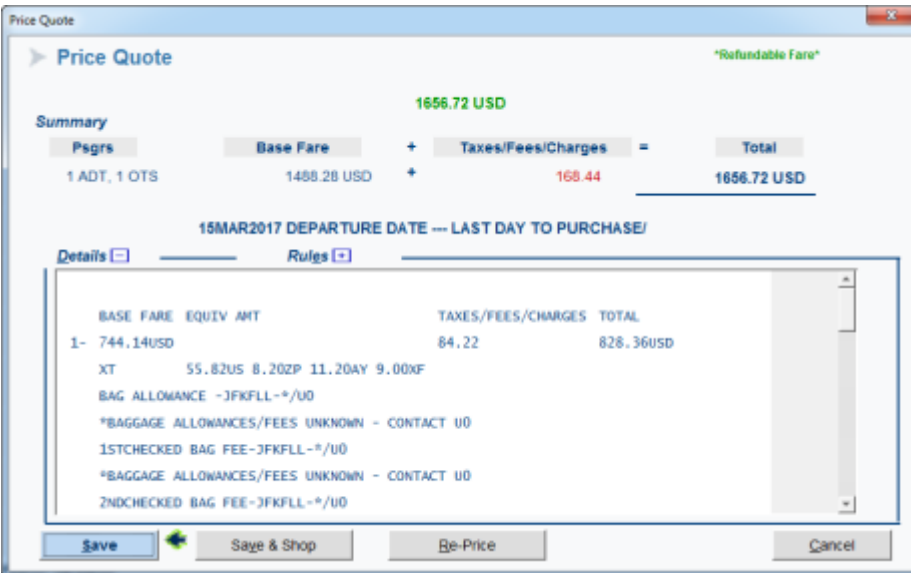 Price Quote
Price Quote
*Refundable Fare*
1656.72 USD
Summary
Psgrs Base Fare + Taxes/Fees/Charges = Total
1 ADT, 1 OTS 1488.28 USD + 168.44 1656.72 USD
15MAR2017 DEPARTURE DATE --- LAST DAY TO PURCHASE/
Details Rules
BASE FARE EQUIV AMT TAXES/FEES/CHARGES TOTAL
1- 744.14USD 84.22 828.36USD
XT 55.82US 8.20ZP 11.20AY 9.00XF
BAG ALLOWANCE -JFKFLL-*/U0
*BAGGAGE ALLOWANCES/FEES UNKNOWN - CONTACT U0
1STCHECKED BAG FEE-JFKFLL-*/U0
*BAGGAGE ALLOWANCES/FEES UNKNOWN - CONTACT U0
2NDCHECKED BAG FEE-JFKFLL-*/U0
Save Save & Shop Re-Price Cancel